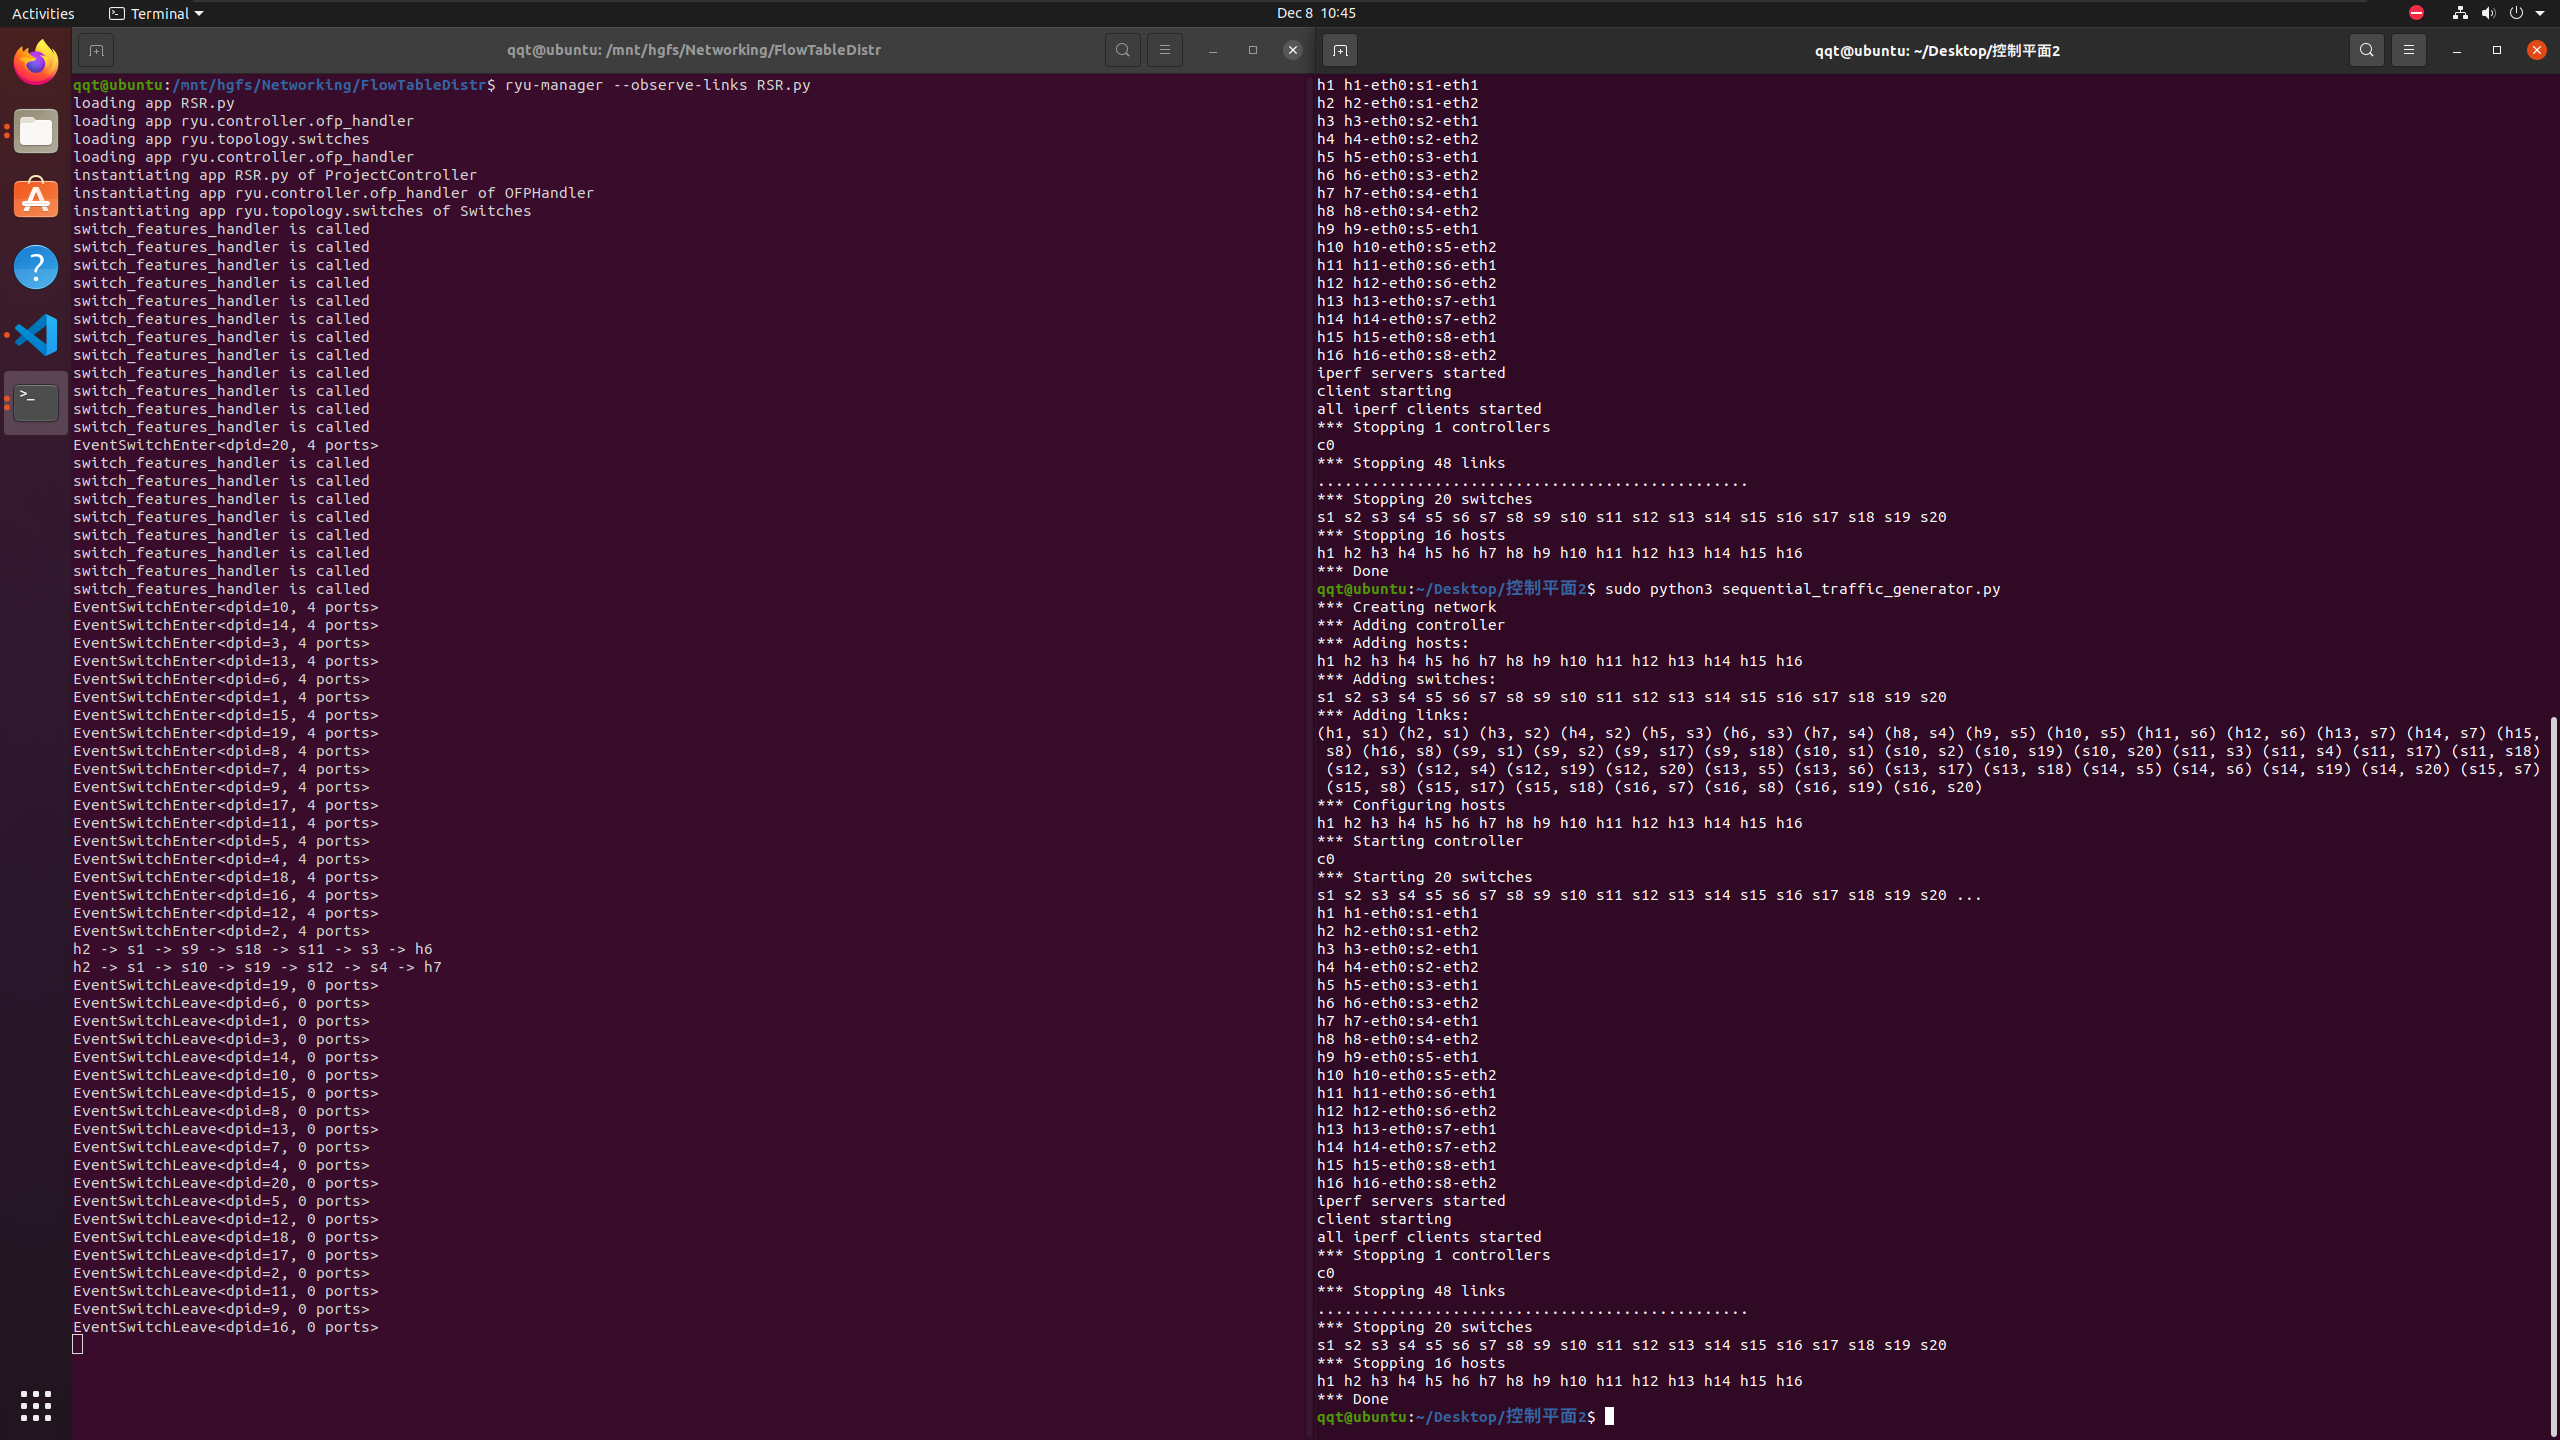 Activities
Terminal
Dec 8 10:45
qqt@ubuntu: /mnt/hgfs/Networking/FlowTableDistr
qqt@ubuntu:/mnt/hgfs/Networking/FlowTableDistr$ ryu-manager --observe-links RSR.py
loading app RSR.py
loading app ryu.controller.ofp_handler
loading app ryu.topology.switches
loading app ryu.controller.ofp_handler
instantiating app RSR.py of ProjectController
instantiating app ryu.controller.ofp_handler of OFPHandler
instantiating app ryu.topology.switches of Switches
switch_features_handler is called
switch_features_handler is called
switch_features_handler is called
switch_features_handler is called
switch_features_handler is called
switch_features_handler is called
switch_features_handler is called
switch_features_handler is called
switch_features_handler is called
switch_features_handler is called
switch_features_handler is called
switch_features_handler is called
EventSwitchEnter<dpid=20, 4 ports>
switch_features_handler is called
switch_features_handler is called
switch_features_handler is called
switch_features_handler is called
switch_features_handler is called
switch_features_handler is called
switch_features_handler is called
switch_features_handler is called
EventSwitchEnter<dpid=10, 4 ports>
EventSwitchEnter<dpid=14, 4 ports>
EventSwitchEnter<dpid=3, 4 ports>
EventSwitchEnter<dpid=13, 4 ports>
EventSwitchEnter<dpid=6, 4 ports>
EventSwitchEnter<dpid=1, 4 ports>
EventSwitchEnter<dpid=15, 4 ports>
EventSwitchEnter<dpid=19, 4 ports>
EventSwitchEnter<dpid=8, 4 ports>
EventSwitchEnter<dpid=7, 4 ports>
EventSwitchEnter<dpid=9, 4 ports>
EventSwitchEnter<dpid=17, 4 ports>
EventSwitchEnter<dpid=11, 4 ports>
EventSwitchEnter<dpid=5, 4 ports>
EventSwitchEnter<dpid=4, 4 ports>
EventSwitchEnter<dpid=18, 4 ports>
EventSwitchEnter<dpid=16, 4 ports>
EventSwitchEnter<dpid=12, 4 ports>
EventSwitchEnter<dpid=2, 4 ports>
h2 -> s1 -> s9 -> s18 -> s11 -> s3 -> h6
h2 -> s1 -> s10 -> s19 -> s12 -> s4 -> h7
EventSwitchLeave<dpid=19, 0 ports>
EventSwitchLeave<dpid=6, 0 ports>
EventSwitchLeave<dpid=1, 0 ports>
EventSwitchLeave<dpid=3, 0 ports>
EventSwitchLeave<dpid=14, 0 ports>
EventSwitchLeave<dpid=10, 0 ports>
EventSwitchLeave<dpid=15, 0 ports>
EventSwitchLeave<dpid=8, 0 ports>
EventSwitchLeave<dpid=13, 0 ports>
EventSwitchLeave<dpid=7, 0 ports>
EventSwitchLeave<dpid=4, 0 ports>
EventSwitchLeave<dpid=20, 0 ports>
EventSwitchLeave<dpid=5, 0 ports>
EventSwitchLeave<dpid=12, 0 ports>
EventSwitchLeave<dpid=18, 0 ports>
EventSwitchLeave<dpid=17, 0 ports>
EventSwitchLeave<dpid=2, 0 ports>
EventSwitchLeave<dpid=11, 0 ports>
EventSwitchLeave<dpid=9, 0 ports>
EventSwitchLeave<dpid=16, 0 ports>
qqt@ubuntu: ~/Desktop/控制平面2
h1 h1-eth0:s1-eth1
h2 h2-eth0:s1-eth2
h3 h3-eth0:s2-eth1
h4 h4-eth0:s2-eth2
h5 h5-eth0:s3-eth1
h6 h6-eth0:s3-eth2
h7 h7-eth0:s4-eth1
h8 h8-eth0:s4-eth2
h9 h9-eth0:s5-eth1
h10 h10-eth0:s5-eth2
h11 h11-eth0:s6-eth1
h12 h12-eth0:s6-eth2
h13 h13-eth0:s7-eth1
h14 h14-eth0:s7-eth2
h15 h15-eth0:s8-eth1
h16 h16-eth0:s8-eth2
iperf servers started
client starting
all iperf clients started
*** Stopping 1 controllers
c0
*** Stopping 48 links
................................................
*** Stopping 20 switches
s1 s2 s3 s4 s5 s6 s7 s8 s9 s10 s11 s12 s13 s14 s15 s16 s17 s18 s19 s20
*** Stopping 16 hosts
h1 h2 h3 h4 h5 h6 h7 h8 h9 h10 h11 h12 h13 h14 h15 h16
*** Done
qqt@ubuntu:~/Desktop/控制平面2$ sudo python3 sequential_traffic_generator.py
*** Creating network
*** Adding controller
*** Adding hosts:
h1 h2 h3 h4 h5 h6 h7 h8 h9 h10 h11 h12 h13 h14 h15 h16
*** Adding switches:
s1 s2 s3 s4 s5 s6 s7 s8 s9 s10 s11 s12 s13 s14 s15 s16 s17 s18 s19 s20
*** Adding links:
(h1, s1) (h2, s1) (h3, s2) (h4, s2) (h5, s3) (h6, s3) (h7, s4) (h8, s4) (h9, s5) (h10, s5) (h11, s6) (h12, s6) (h13, s7) (h14, s7) (h15,
s8) (h16, s8) (s9, s1) (s9, s2) (s9, s17) (s9, s18) (s10, s1) (s10, s2) (s10, s19) (s10, s20) (s11, s3) (s11, s4) (s11, s17) (s11, s18)
(s12, s3) (s12, s4) (s12, s19) (s12, s20) (s13, s5) (s13, s6) (s13, s17) (s13, s18) (s14, s5) (s14, s6) (s14, s19) (s14, s20) (s15, s7)
(s15, s8) (s15, s17) (s15, s18) (s16, s7) (s16, s8) (s16, s19) (s16, s20)
*** Configuring hosts
h1 h2 h3 h4 h5 h6 h7 h8 h9 h10 h11 h12 h13 h14 h15 h16
*** Starting controller
c0
*** Starting 20 switches
s1 s2 s3 s4 s5 s6 s7 s8 s9 s10 s11 s12 s13 s14 s15 s16 s17 s18 s19 s20 ...
h1 h1-eth0:s1-eth1
h2 h2-eth0:s1-eth2
h3 h3-eth0:s2-eth1
h4 h4-eth0:s2-eth2
h5 h5-eth0:s3-eth1
h6 h6-eth0:s3-eth2
h7 h7-eth0:s4-eth1
h8 h8-eth0:s4-eth2
h9 h9-eth0:s5-eth1
h10 h10-eth0:s5-eth2
h11 h11-eth0:s6-eth1
h12 h12-eth0:s6-eth2
h13 h13-eth0:s7-eth1
h14 h14-eth0:s7-eth2
h15 h15-eth0:s8-eth1
h16 h16-eth0:s8-eth2
iperf servers started
client starting
all iperf clients started
*** Stopping 1 controllers
c0
*** Stopping 48 links
................................................
*** Stopping 20 switches
s1 s2 s3 s4 s5 s6 s7 s8 s9 s10 s11 s12 s13 s14 s15 s16 s17 s18 s19 s20
*** Stopping 16 hosts
h1 h2 h3 h4 h5 h6 h7 h8 h9 h10 h11 h12 h13 h14 h15 h16
*** Done
qqt@ubuntu:~/Desktop/控制平面2$